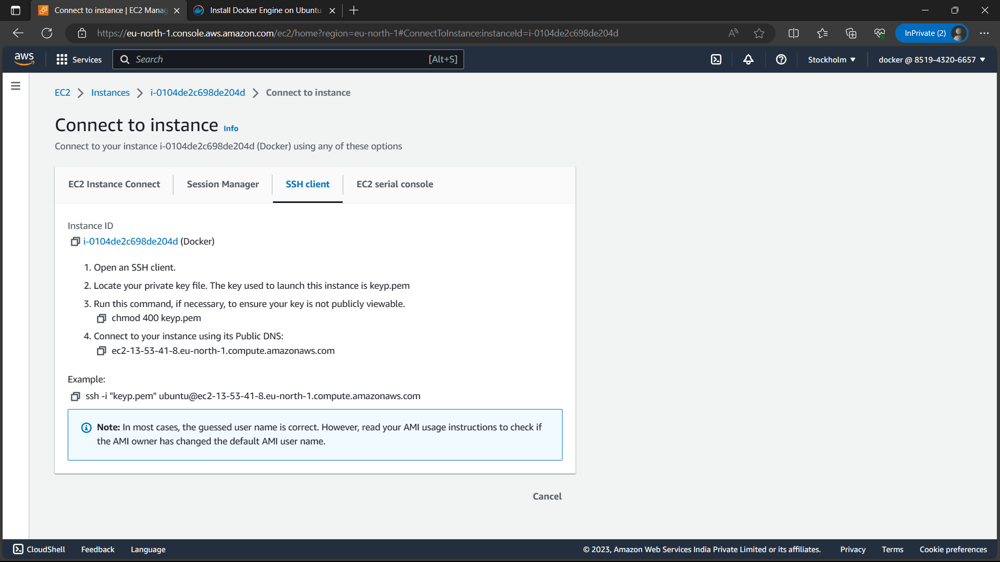 Connect to instance | EC2 Manag
Install Docker Engine on Ubuntu
https://eu-north-1.console.aws.amazon.com/ec2/home?region=eu-north-1#ConnectToInstance:instanceId=i-0104de2c698de204d
InPrivate (2)
aws
Services
Search
[Alt+S]
Stockholm
docker @ 8519-4320-6657
EC2
Instances
i-0104de2c698de204d
Connect to instance
Connect to instance Info
Connect to your instance i-0104de2c698de204d (Docker) using any of these options
EC2 Instance Connect
Session Manager
SSH client
EC2 serial console
Instance ID
i-0104de2c698de204d (Docker)
1. Open an SSH client.
2. Locate your private key file. The key used to launch this instance is keyp.pem
3. Run this command, if necessary, to ensure your key is not publicly viewable.
chmod 400 keyp.pem
4. Connect to your instance using its Public DNS:
ec2-13-53-41-8.eu-north-1.compute.amazonaws.com
Example:
ssh -i "keyp.pem" ubuntu@ec2-13-53-41-8.eu-north-1.compute.amazonaws.com
Note: In most cases, the guessed user name is correct. However, read your AMI usage instructions to check if
the AMI owner has changed the default AMI user name.
Cancel
CloudShell
Feedback
Language
© 2023, Amazon Web Services India Private Limited or its affiliates.
Privacy
Terms
Cookie preferences